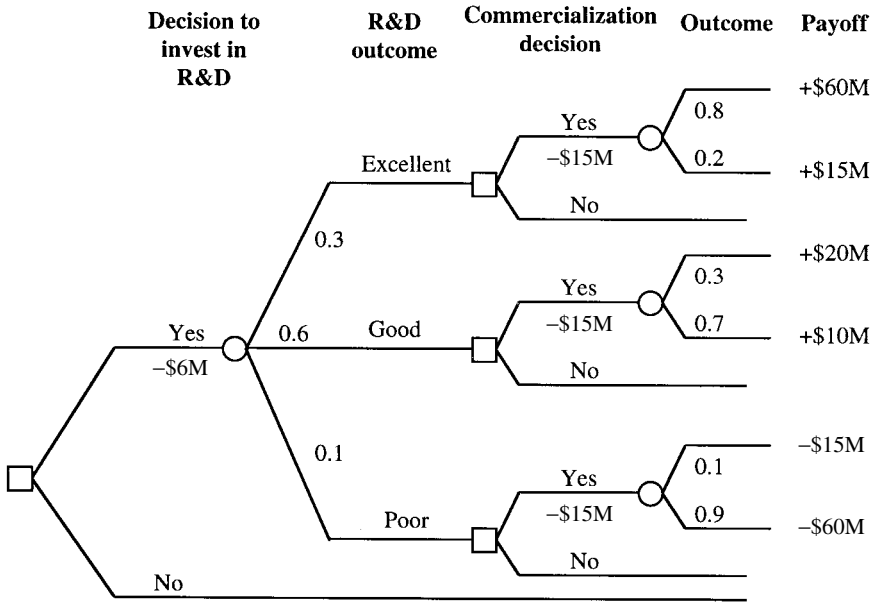 Decision to
invest in
R&D
R&D
outcome
Commercialization
decision
Outcome
Payoff
+$60M
0.8
Yes
–$15M
0.2
+$15M
Excellent
No
0.3
+$20M
0.3
Yes
–$15M
0.7
+$10M
Good
No
0.6
Yes
–$6M
0.1
–$15M
0.1
Yes
–$15M
0.9
–$60M
Poor
No
No